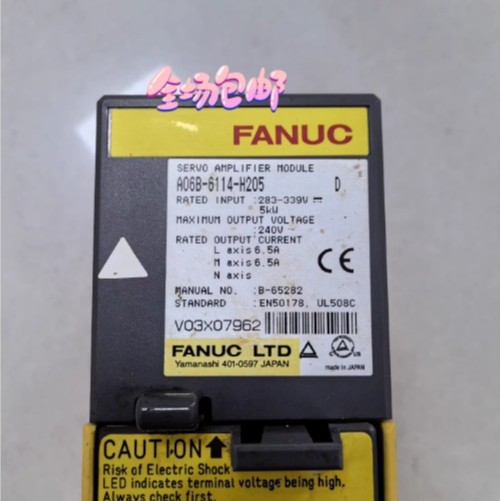 全场包邮
FANUC
SERVO AMPLIFIER MODULE
A06B-6114-H205 D
RATED INPUT :283-339V ⎓
5kW
MAXIMUM OUTPUT VOLTAGE
:240V
RATED OUTPUT CURRENT
L axis 6.5A
M axis 6.5A
N axis
CE
MANUAL NO. :B-65282
STANDARD :EN50178, UL508C
V03X07962
FANUC LTD
Yamanashi 401-0597 JAPAN
made in JAPAN
CAUTION
Risk of Electric Shock
LED indicates terminal voltage being high.
Always check first.